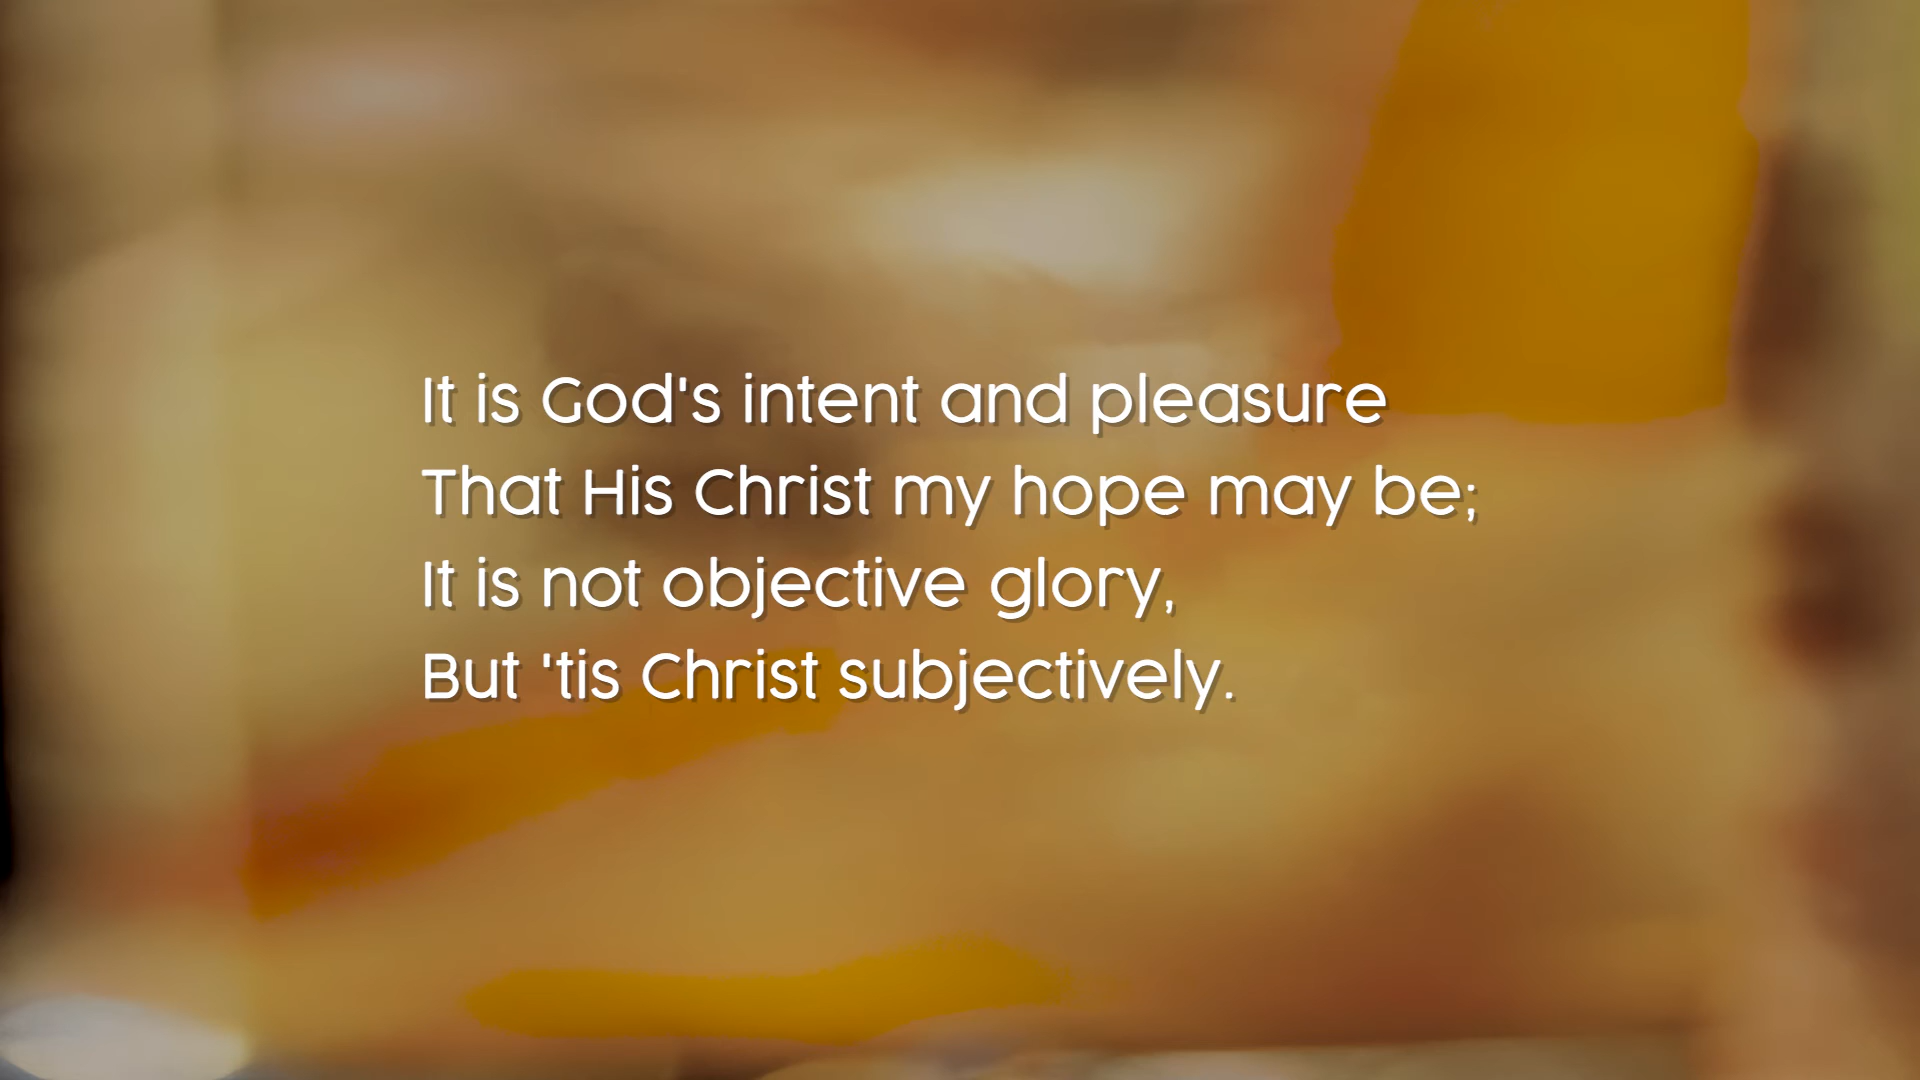 It is God's intent and pleasure
That His Christ my hope may be;
It is not objective glory,
But 'tis Christ subjectively.